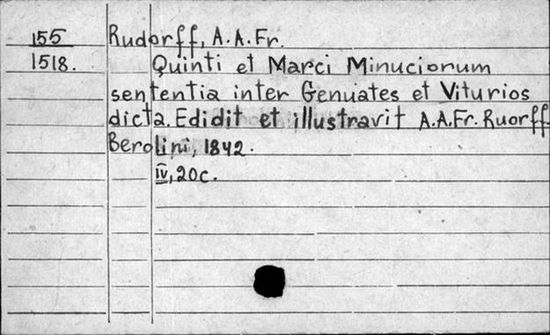 155 Rudorff, A.A.Fr.
1518. Quinti et Marci Minuciorum
sententia inter Genuates et Viturios
dicta. Edidit et illustravit A.A.Fr. Ruorff
Berolini, 1842.
IV, 20c.